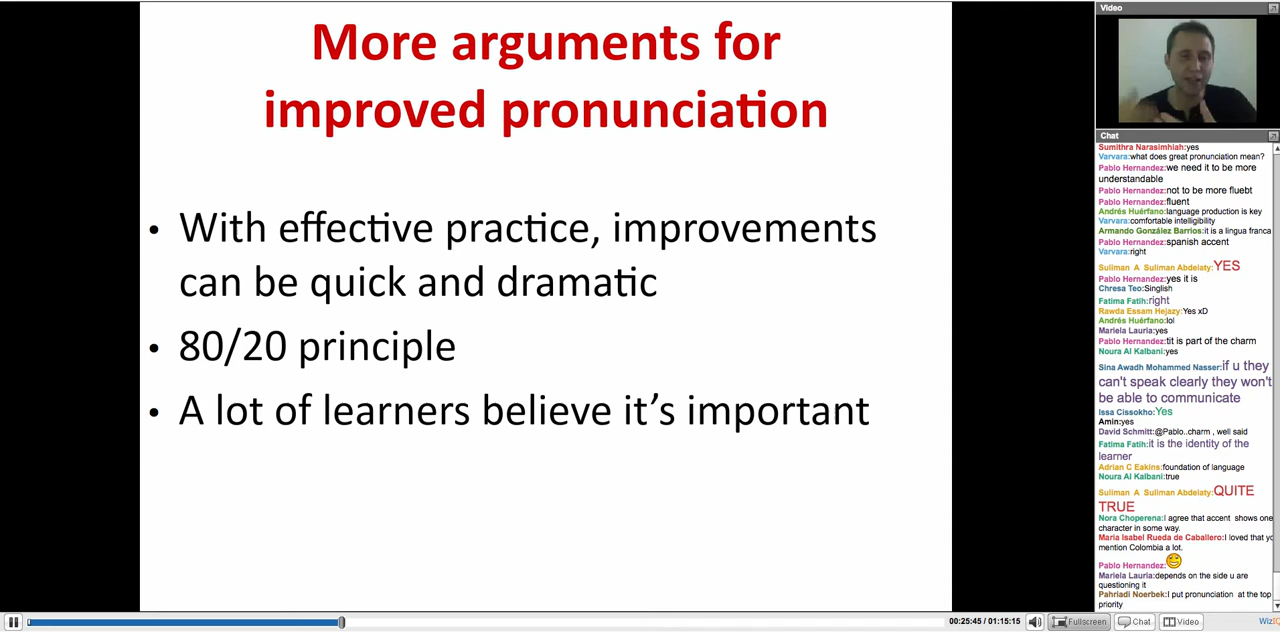 More arguments for
improved pronunciation
• With effective practice, improvements
can be quick and dramatic
• 80/20 principle
• A lot of learners believe it's important
Video
Chat
Sumithra Narasimhiah:yes
Varvara:what does great pronunciation mean?
Pablo Hernandez:we need it to be more
understandable
Pablo Hernandez:not to be more fluebt
Pablo Hernandez:fluent
Andrés Huérfano:language production is key
Varvara:comfortable intelligibility
Armando González Barrios:it is a lingua franca
Pablo Hernandez:spanish accent
Varvara:right
Suliman A Suliman Abdelaty:YES
Pablo Hernandez:yes it is
Chresa Teo:Singlish
Fatima Fatih:right
Rawda Essam Hejazy:Yes xD
Andrés Huérfano:lol
Mariela Lauria:yes
Pablo Hernandez:tit is part of the charm
Noura Al Kalbani:yes
Sina Awadh Mohammed Nasser:if u they
can't speak clearly they won't
be able to communicate
Issa Cissokho:Yes
Amin:yes
David Schmitt:@Pablo..charm , well said
Fatima Fatih:it is the identity of the
learner
Adrian C Eakins:foundation of language
Noura Al Kalbani:true
Suliman A Suliman Abdelaty:QUITE
TRUE
Nora Choperena:I agree that accent shows one
character in some way.
Maria Isabel Rueda de Caballero:I loved that
mention Colombia a lot.
Pablo Hernandez:
Mariela Lauria:depends on the side u are
questioning it
Pahriadi Noerbek:I put pronunciation at the top
priority
00:25:45 / 01:15:15
Fullscreen
Chat
Video